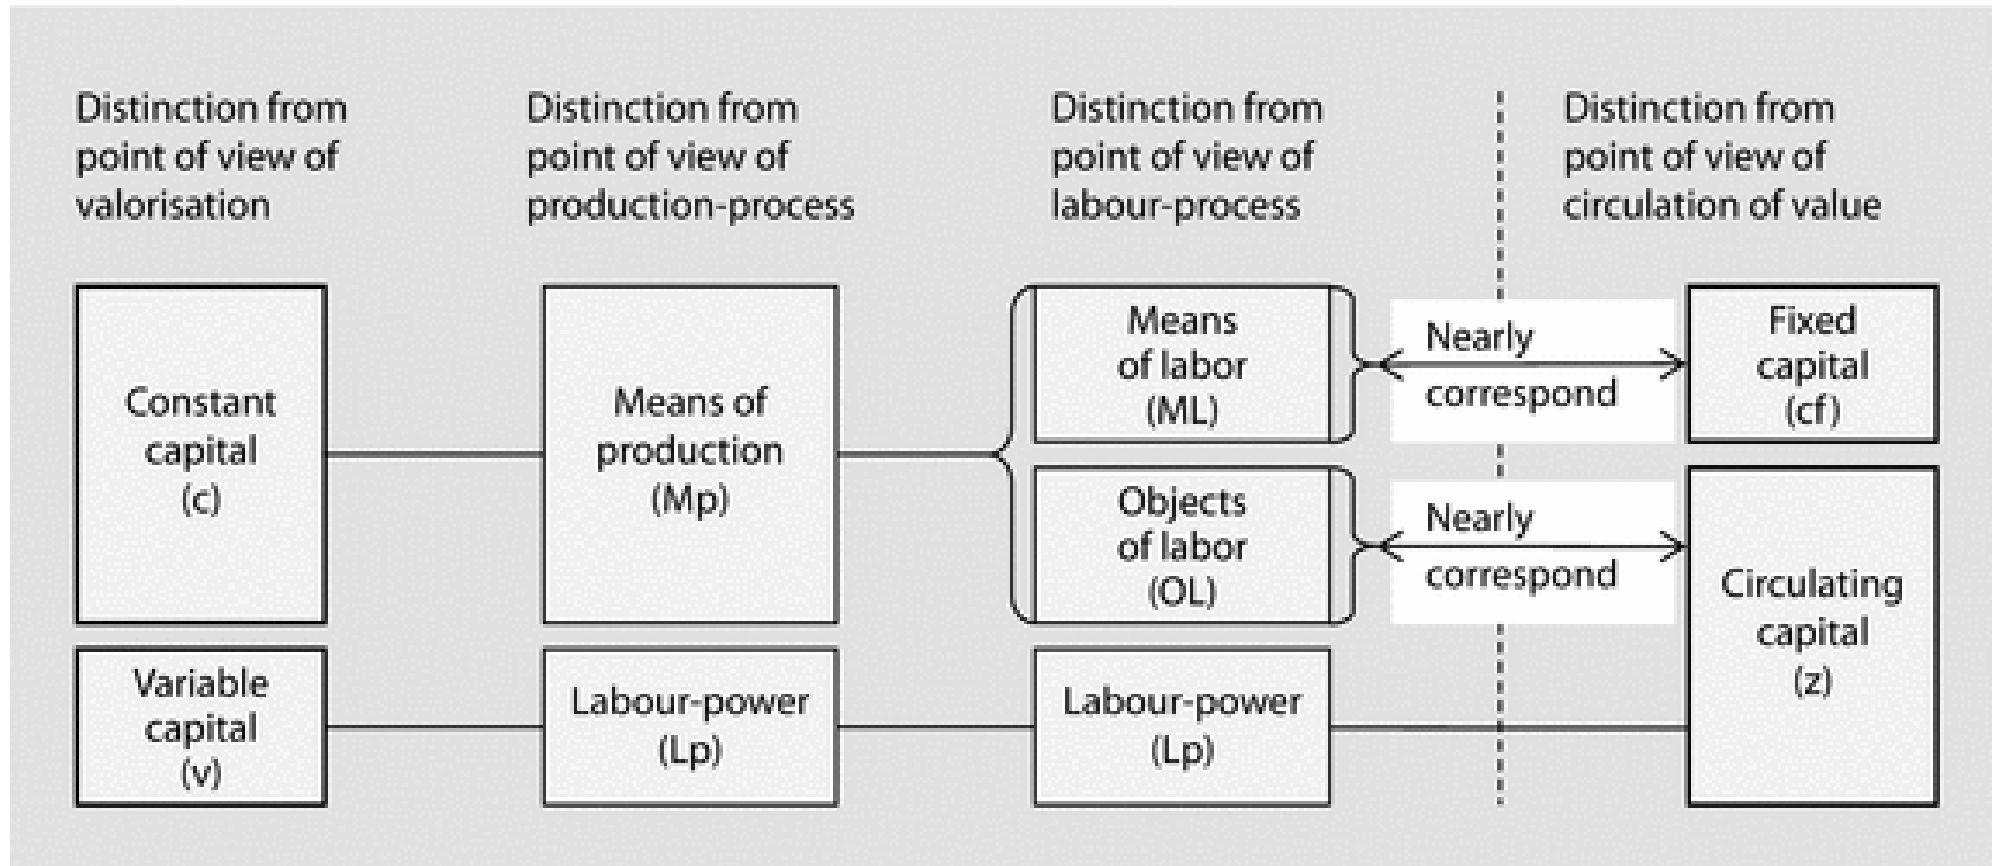 Distinction from
point of view of
valorisation
Distinction from
point of view of
production-process
Distinction from
point of view of
labour-process
Distinction from
point of view of
circulation of value
Constant
capital
(c)
Means of
production
(Mp)
Means
of labor
(ML)
Nearly
correspond
Fixed
capital
(cf)
Objects
of labor
(OL)
Nearly
correspond
Circulating
capital
(z)
Variable
capital
(v)
Labour-power
(Lp)
Labour-power
(Lp)